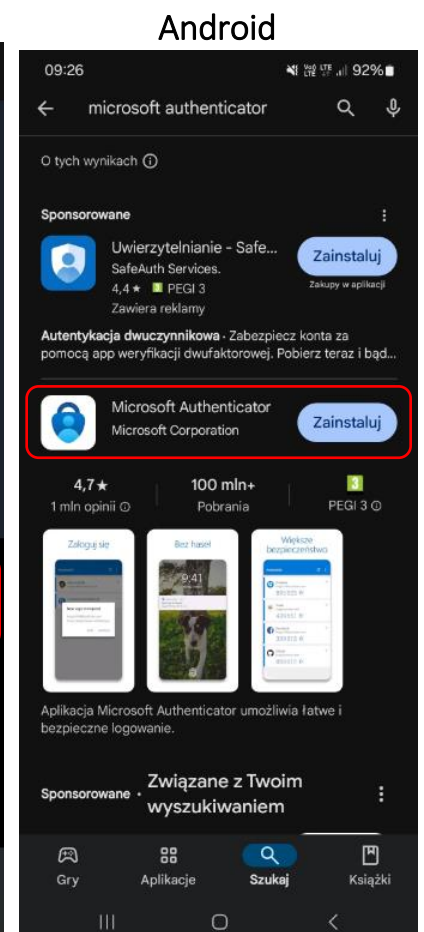 Android
09:26
92%
microsoft authenticator
O tych wynikach
Sponsorowane
Uwierzytelnianie - Safe...
SafeAuth Services.
4,4★ 3 PEGI 3
Zawiera reklamy
Zainstaluj
Zakupy w aplikacji
Autentykacja dwuczynnikowa · Zabezpiecz konta za
pomocą app weryfikacji dwufaktorowej. Pobierz teraz i bąd...
Microsoft Authenticator
Microsoft Corporation
Zainstaluj
4,7★
1 mln opinii
100 mln+
Pobrania
3
PEGI 3
Zaloguj się
Bez haseł
9:41
Większe
bezpieczeństwo
Aplikacja Microsoft Authenticator umożliwia łatwe i
bezpieczne logowanie.
Sponsorowane · Związane z Twoim
wyszukiwaniem
Gry
Aplikacje
Szukaj
Książki